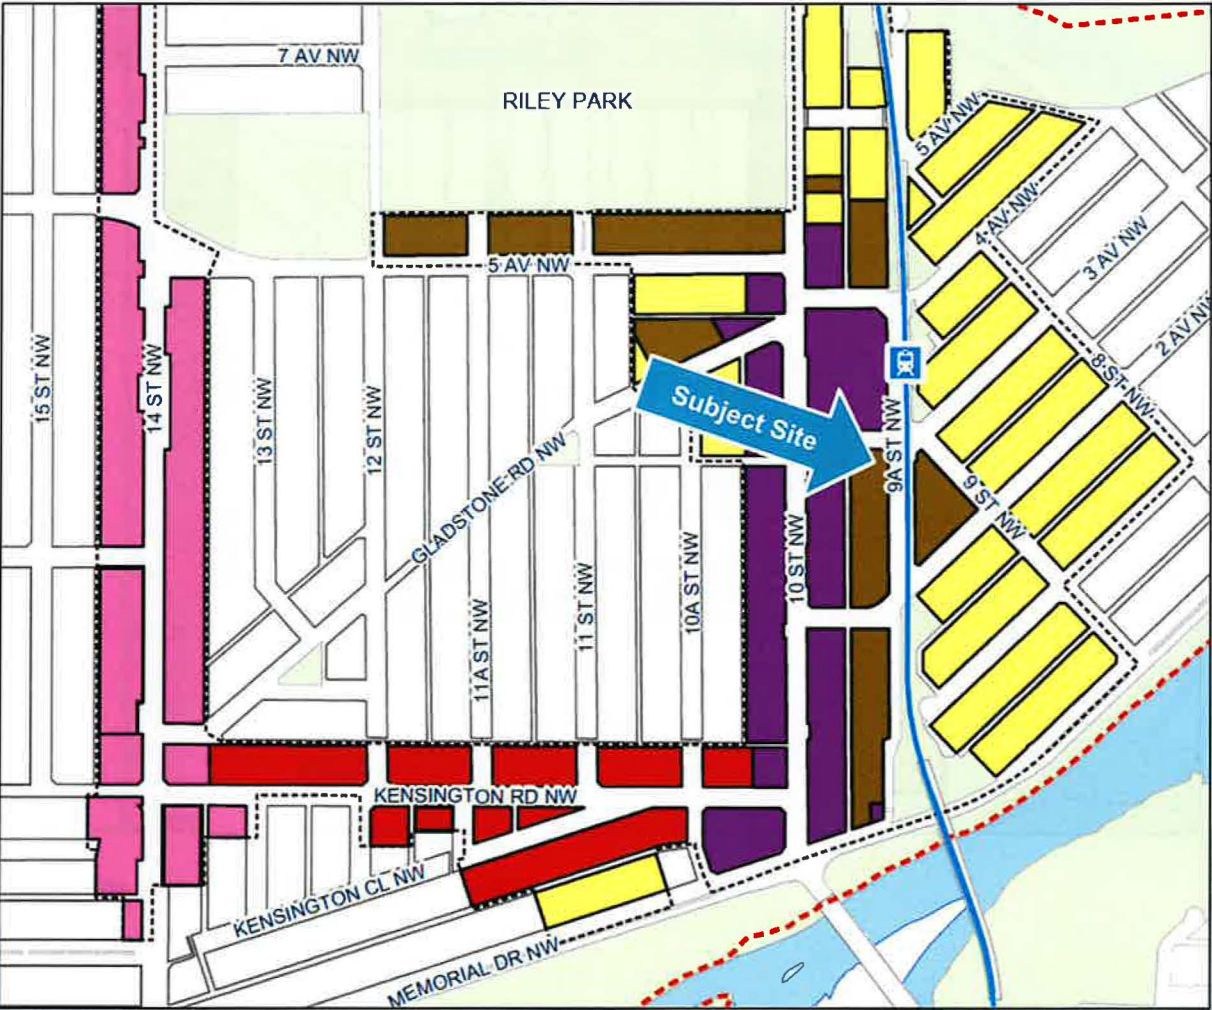 7 AV NW
RILEY PARK
5 AV NW
4 AV NW
3 AV NW
2 AV NW
5 AV NW
8 ST NW
15 ST NW
14 ST NW
13 ST NW
12 ST NW
GLADSTONE RD NW
Subject Site
9A ST NW
9 ST NW
11A ST NW
11 ST NW
10A ST NW
10 ST NW
KENSINGTON RD NW
KENSINGTON CL NW
MEMORIAL DR NW